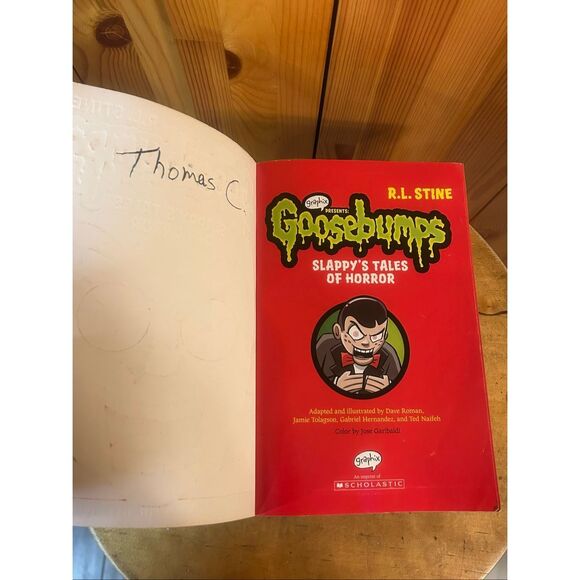 Thomas C.
R.L. STINE
graphix
PRESENTS:
Goosebumps
SLAPPY'S TALES
OF HORROR
Adapted and illustrated by Dave Roman,
Jamie Tolagson, Gabriel Hernandez, and Ted Naifeh
Color by Jose Garibaldi
graphix
An imprint of
SCHOLASTIC